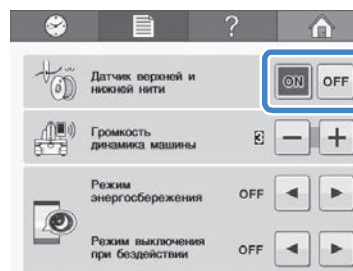 ?
Датчик верхней и
нижней нити
ON OFF
Громкость
динамика машины
3 − +
Режим
энергосбережения
OFF ◄ ►
Режим выключения
при бездействии
OFF ◄ ►